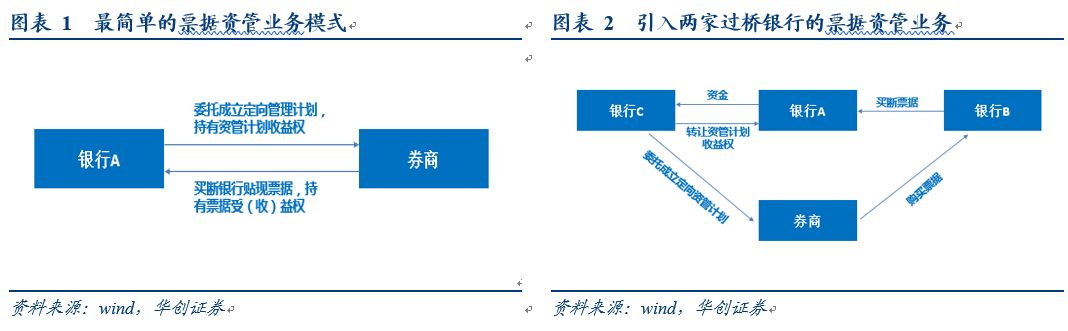 图表 1 最简单的票据资管业务模式
委托成立定向管理计划，
持有资管计划收益权
银行A
券商
买断银行贴现票据，持
有票据受（收）益权
资料来源：wind，华创证券
图表 2 引入两家过桥银行的票据资管业务
银行C
资金
转让资管计划
收益权
银行A
买断票据
银行B
委托成立定向资管计划
购买票据
券商
资料来源：wind，华创证券